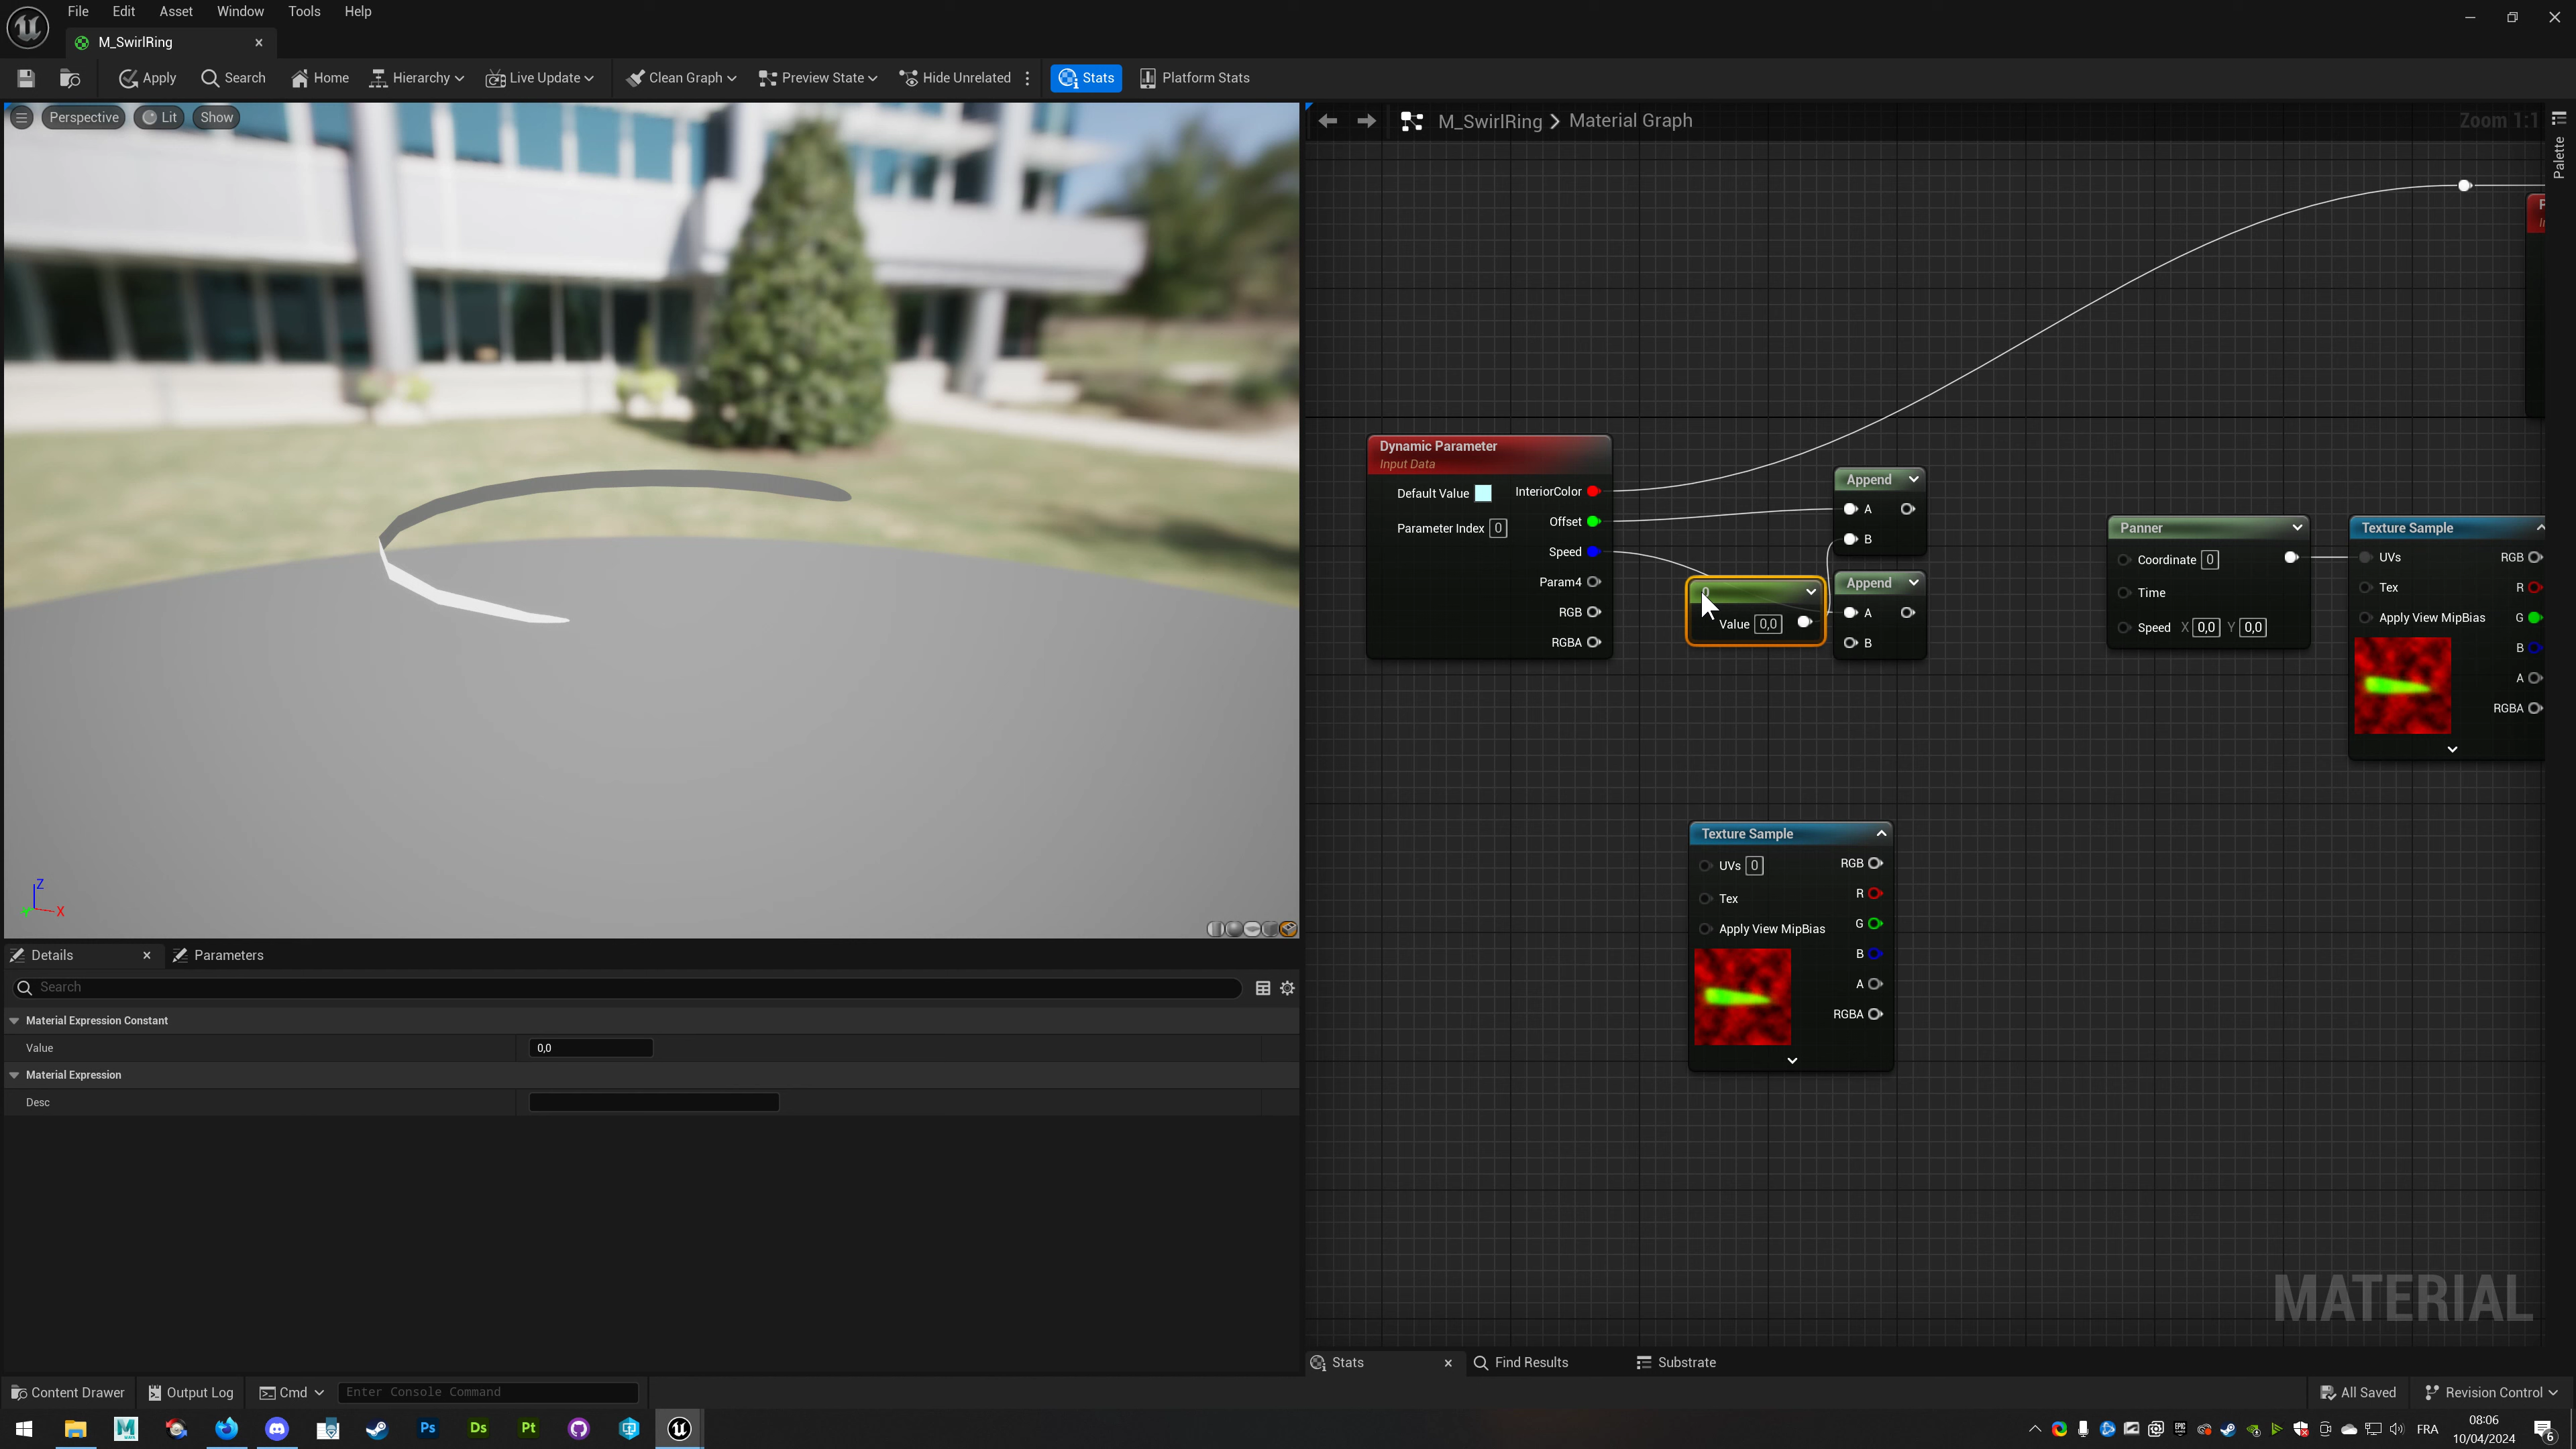 File Edit Asset Window Tools Help
M_SwirlRing
Apply Search Home Hierarchy Live Update Clean Graph Preview State Hide Unrelated Stats Platform Stats
Perspective Lit Show
M_SwirlRing > Material Graph
Zoom 1:1
Palette
Dynamic Parameter
Input Data
Default Value InteriorColor
Offset
Parameter Index 0
Speed
Param4
RGB
RGBA
0
Value 0,0
Append
A
B
Append
A
B
Panner
Coordinate 0
Time
Speed X 0,0 Y 0,0
Texture Sample
UVs RGB
Tex R
Apply View MipBias G
B
A
RGBA
Texture Sample
UVs 0 RGB
R
Tex
Apply View MipBias G
B
A
RGBA
Z
X
MATERIAL
Details Parameters
Search
Material Expression Constant
Value 0,0
Material Expression
Desc
Stats Find Results Substrate
Content Drawer Output Log Cmd Enter Console Command All Saved Revision Control
Ps Ds Pt
FRA
08:06
10/04/2024
6